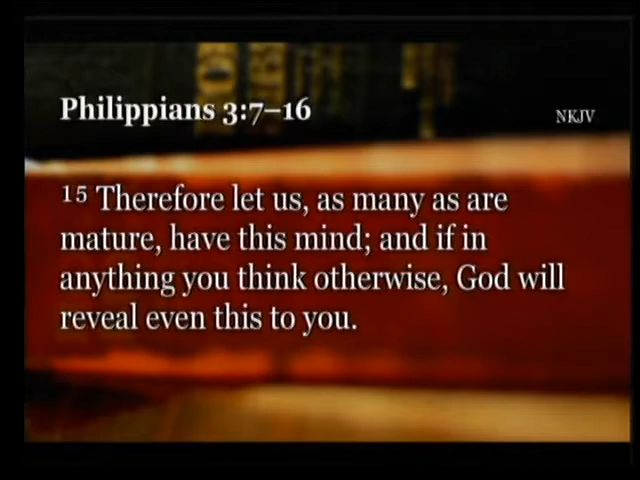 Philippians 3:7–16
NKJV
15 Therefore let us, as many as are
mature, have this mind; and if in
anything you think otherwise, God will
reveal even this to you.